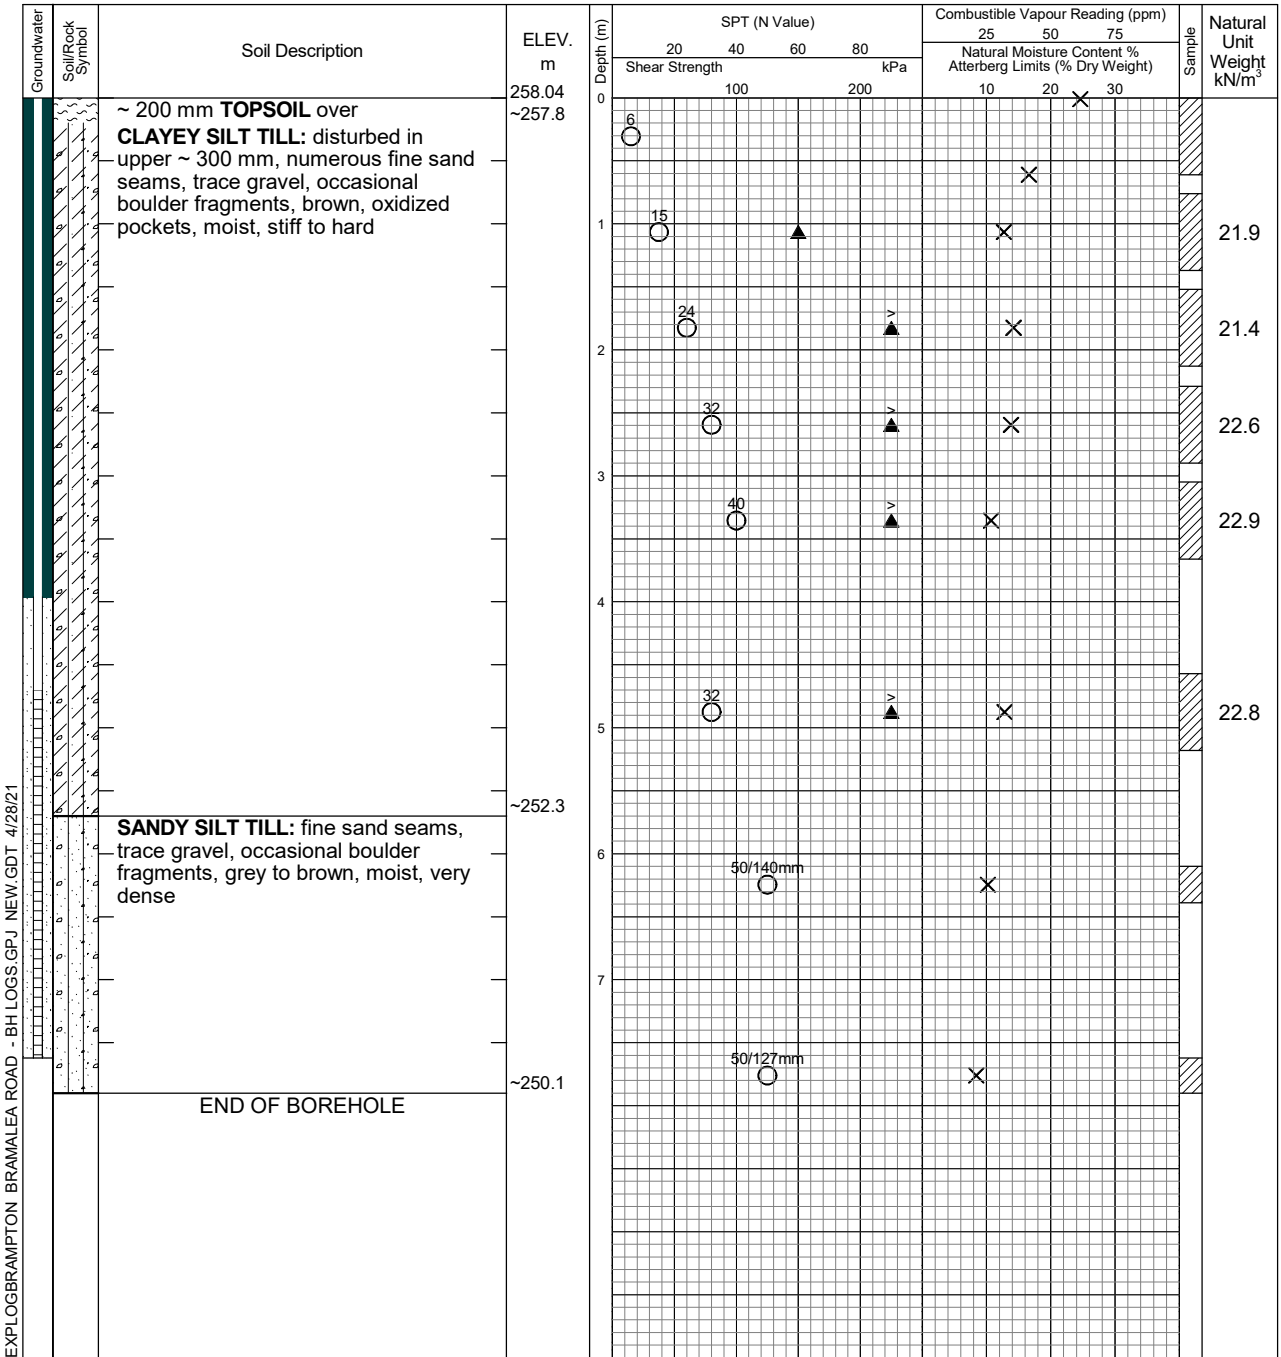 Groundwater
Soil/Rock
Symbol
Soil Description
ELEV.
m
Depth (m)
SPT (N Value)
20 40 60 80
Shear Strength kPa
100 200
Combustible Vapour Reading (ppm)
25 50 75
Natural Moisture Content %
Atterberg Limits (% Dry Weight)
10 20 30
Sample
Natural
Unit
Weight
kN/m3
258.04
0
~ 200 mm TOPSOIL over
~257.8
CLAYEY SILT TILL: disturbed in
upper ~ 300 mm, numerous fine sand
seams, trace gravel, occasional
boulder fragments, brown, oxidized
pockets, moist, stiff to hard
6
1
15
21.9
24
>
21.4
2
32
>
22.6
3
40
>
22.9
4
32
>
22.8
5
~252.3
SANDY SILT TILL: fine sand seams,
trace gravel, occasional boulder
fragments, grey to brown, moist, very
dense
6
50/140mm
7
50/127mm
~250.1
END OF BOREHOLE
EXPLOGBRAMPTON BRAMALEA ROAD - BH LOGS.GPJ NEW.GDT 4/28/21